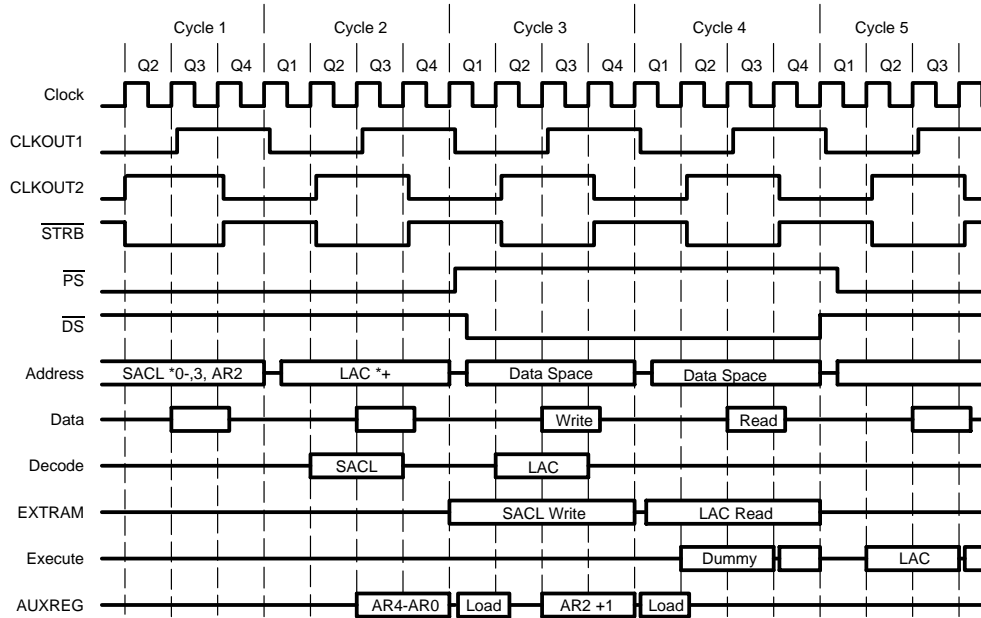 Cycle 1 Cycle 2 Cycle 3 Cycle 4 Cycle 5
Q2 Q3 Q4 Q1 Q2 Q3 Q4 Q1 Q2 Q3 Q4 Q1 Q2 Q3 Q4 Q1 Q2 Q3
Clock
CLKOUT1
CLKOUT2
STRB
PS
DS
Address SACL *0-,3, AR2 LAC *+ Data Space Data Space
Data Write Read
Decode SACL LAC
EXTRAM SACL Write LAC Read
Execute Dummy LAC
AUXREG AR4-AR0 Load AR2 +1 Load